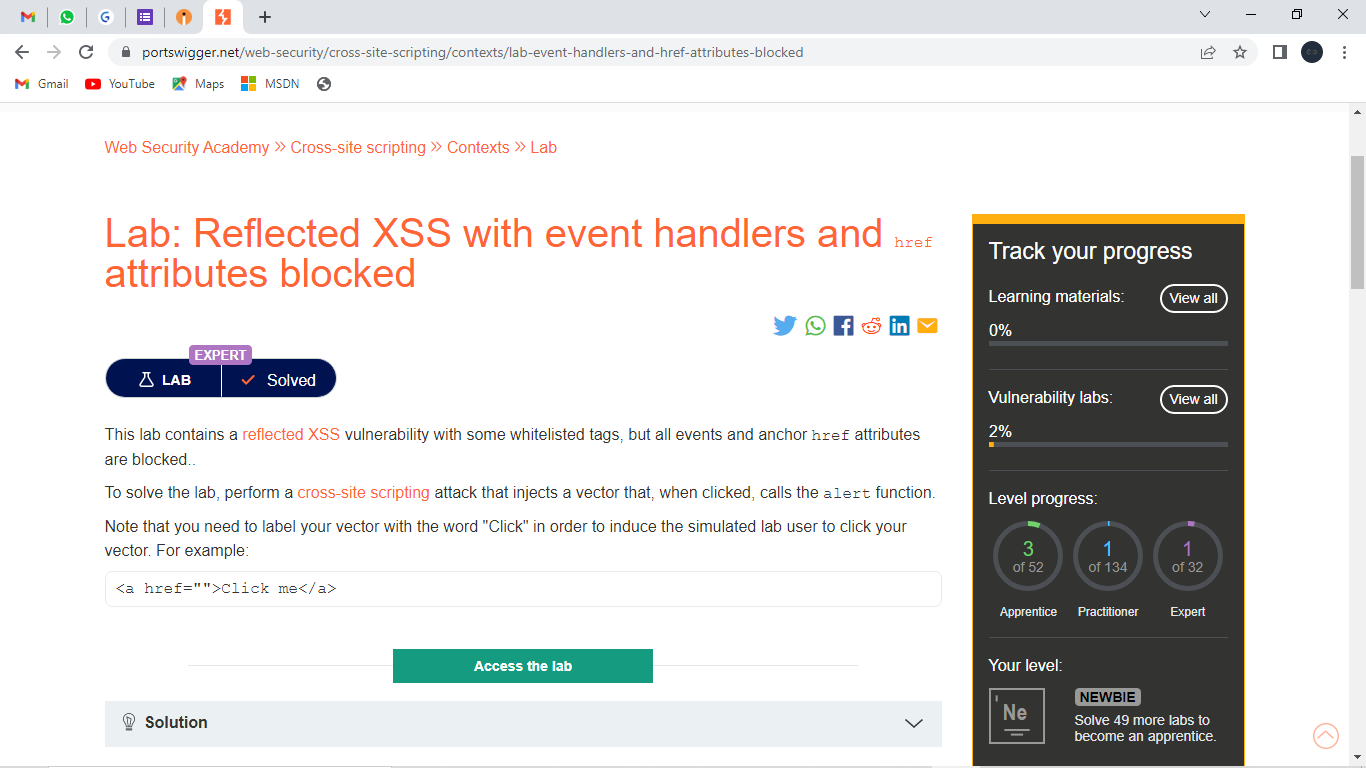 portswigger.net/web-security/cross-site-scripting/contexts/lab-event-handlers-and-href-attributes-blocked
Gmail YouTube Maps MSDN
Web Security Academy >> Cross-site scripting >> Contexts >> Lab
Lab: Reflected XSS with event handlers and href
attributes blocked
EXPERT
LAB Solved
This lab contains a reflected XSS vulnerability with some whitelisted tags, but all events and anchor href attributes
are blocked..
To solve the lab, perform a cross-site scripting attack that injects a vector that, when clicked, calls the alert function.
Note that you need to label your vector with the word "Click" in order to induce the simulated lab user to click your
vector. For example:
<a href="">Click me</a>
Access the lab
Solution
Track your progress
Learning materials: View all
0%
Vulnerability labs: View all
2%
Level progress:
3 1 1
of 52 of 134 of 32
Apprentice Practitioner Expert
Your level:
NEWBIE
Ne
Solve 49 more labs to
become an apprentice.